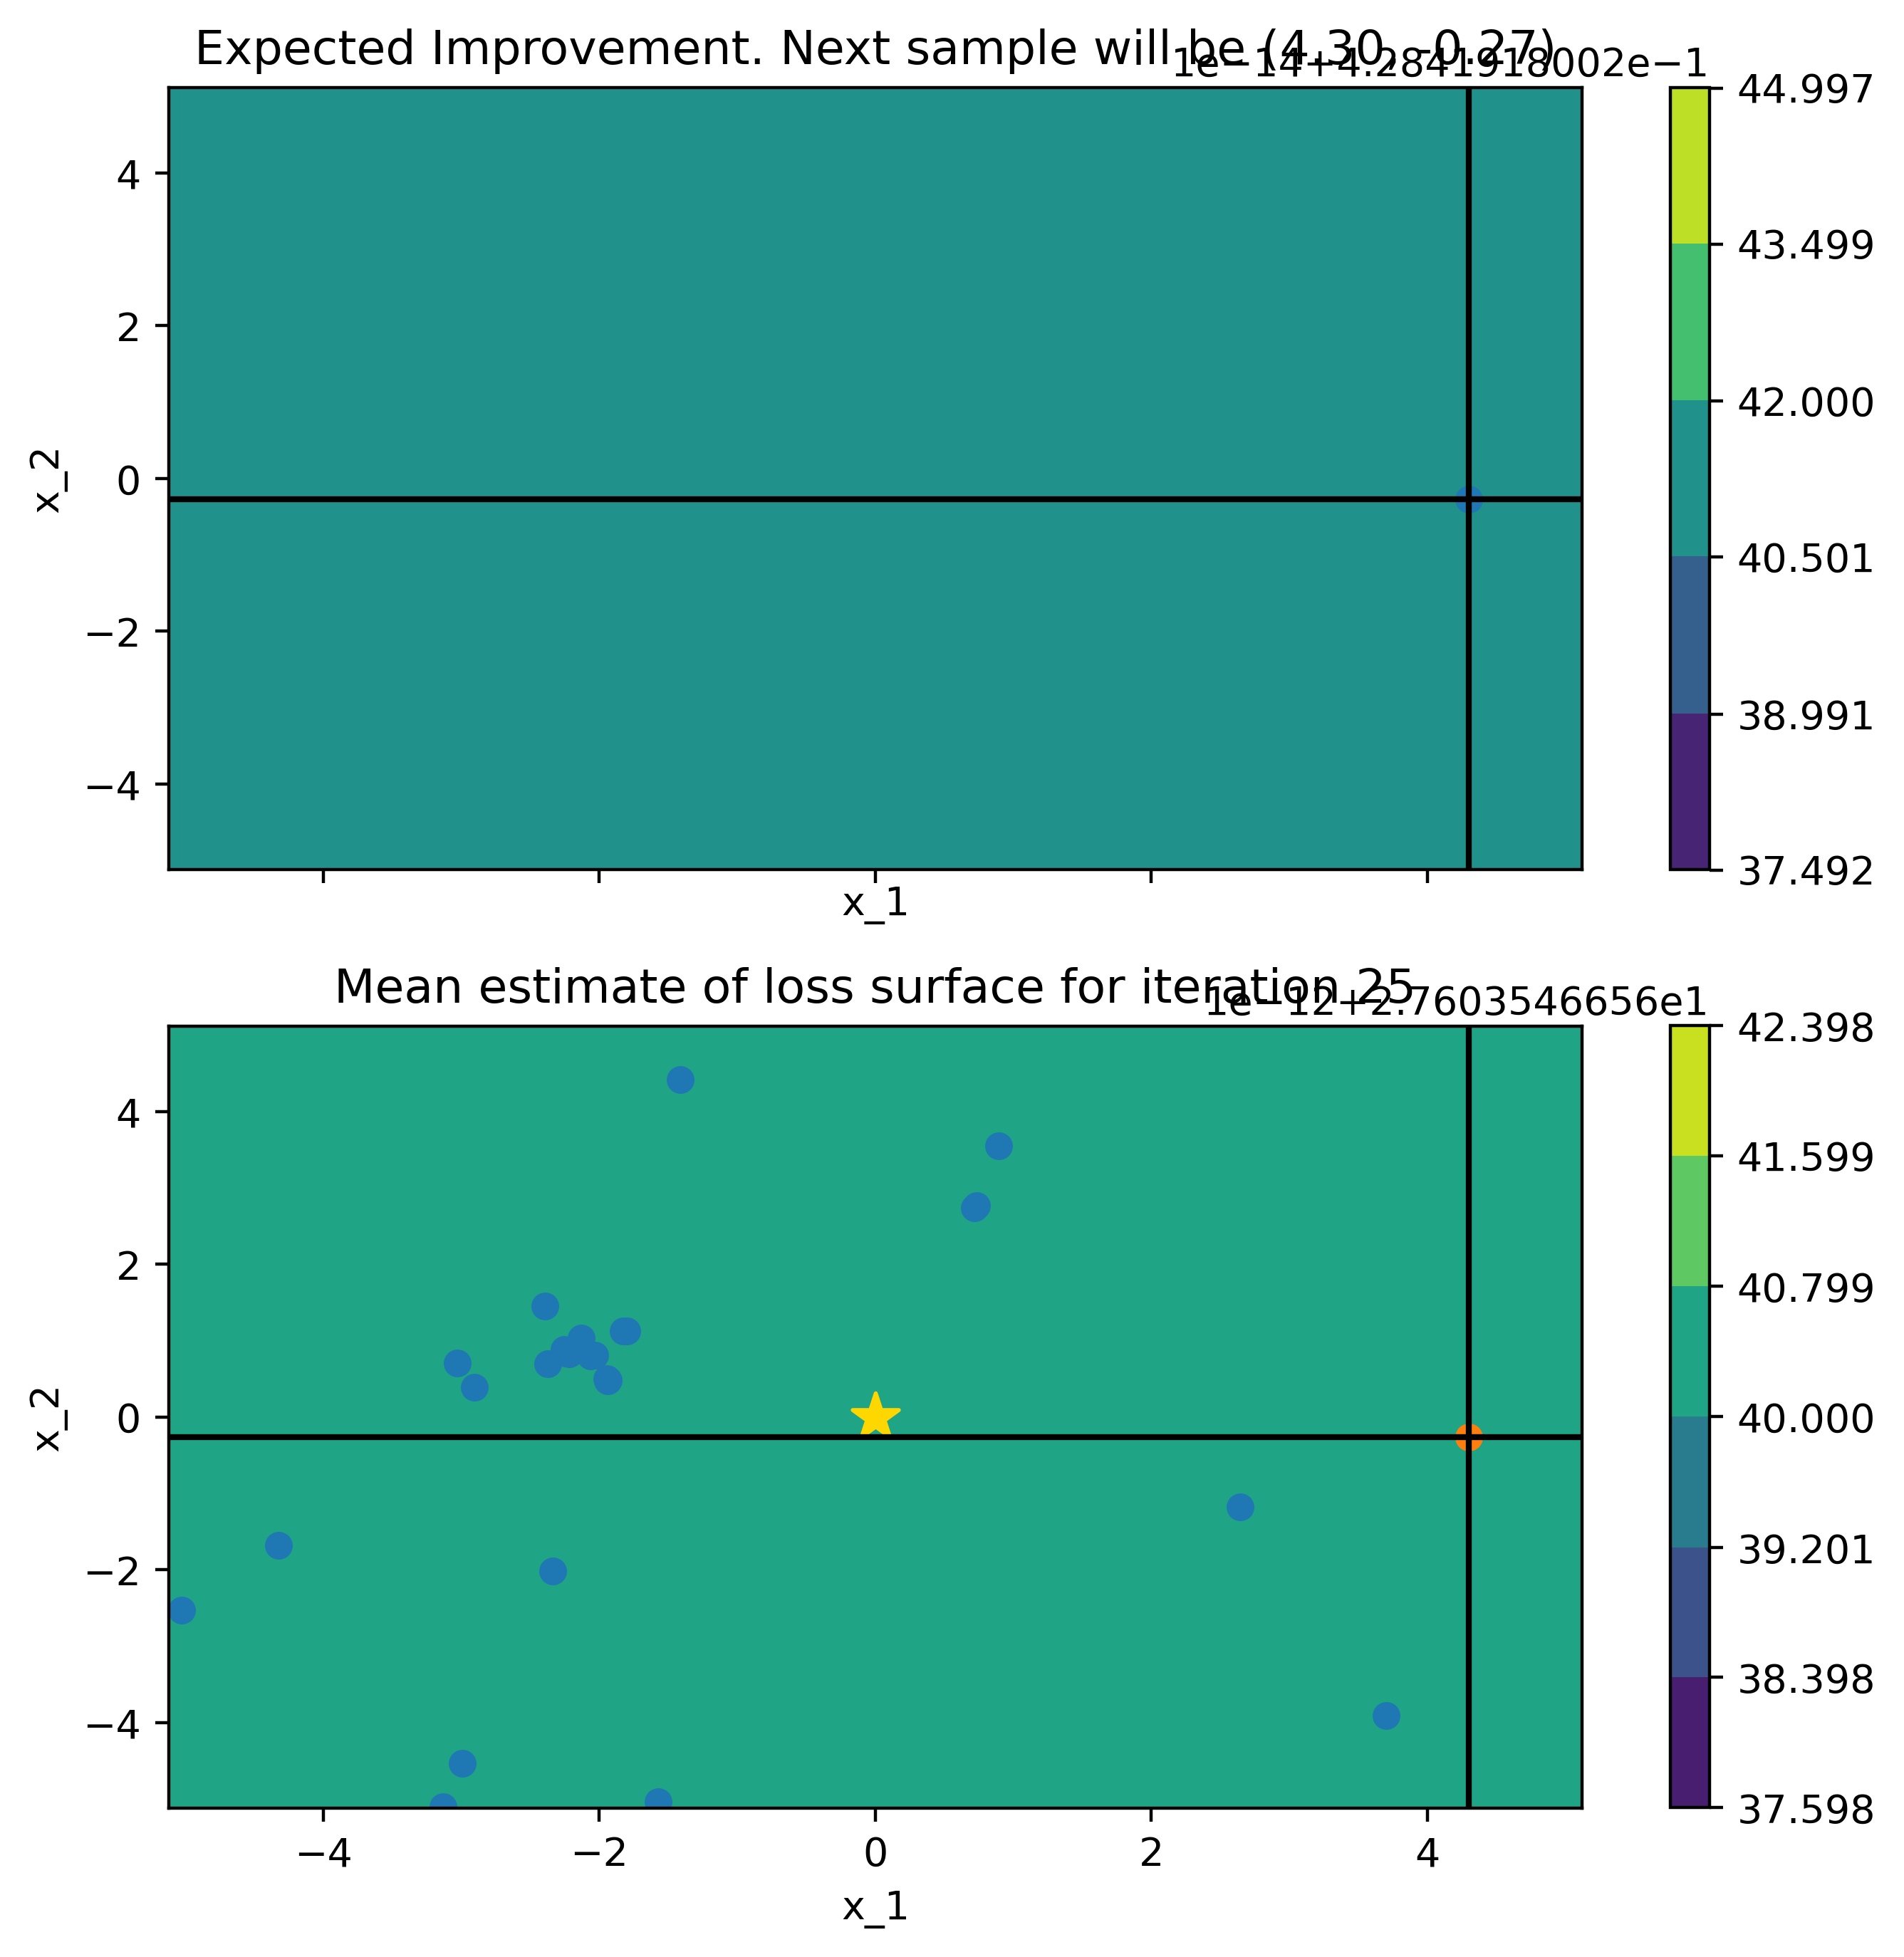 Expected Improvement. Next sample will be (4.30, -0.27)
1e−14+4.2841918002e−1
44.997
43.499
42.000
40.501
38.991
37.492
4
2
0
−2
−4
x_2
x_1
Mean estimate of loss surface for iteration 25
1e−12+2.7603546656e1
42.398
41.599
40.799
40.000
39.201
38.398
37.598
4
2
0
−2
−4
x_2
−4 −2 0 2 4
x_1